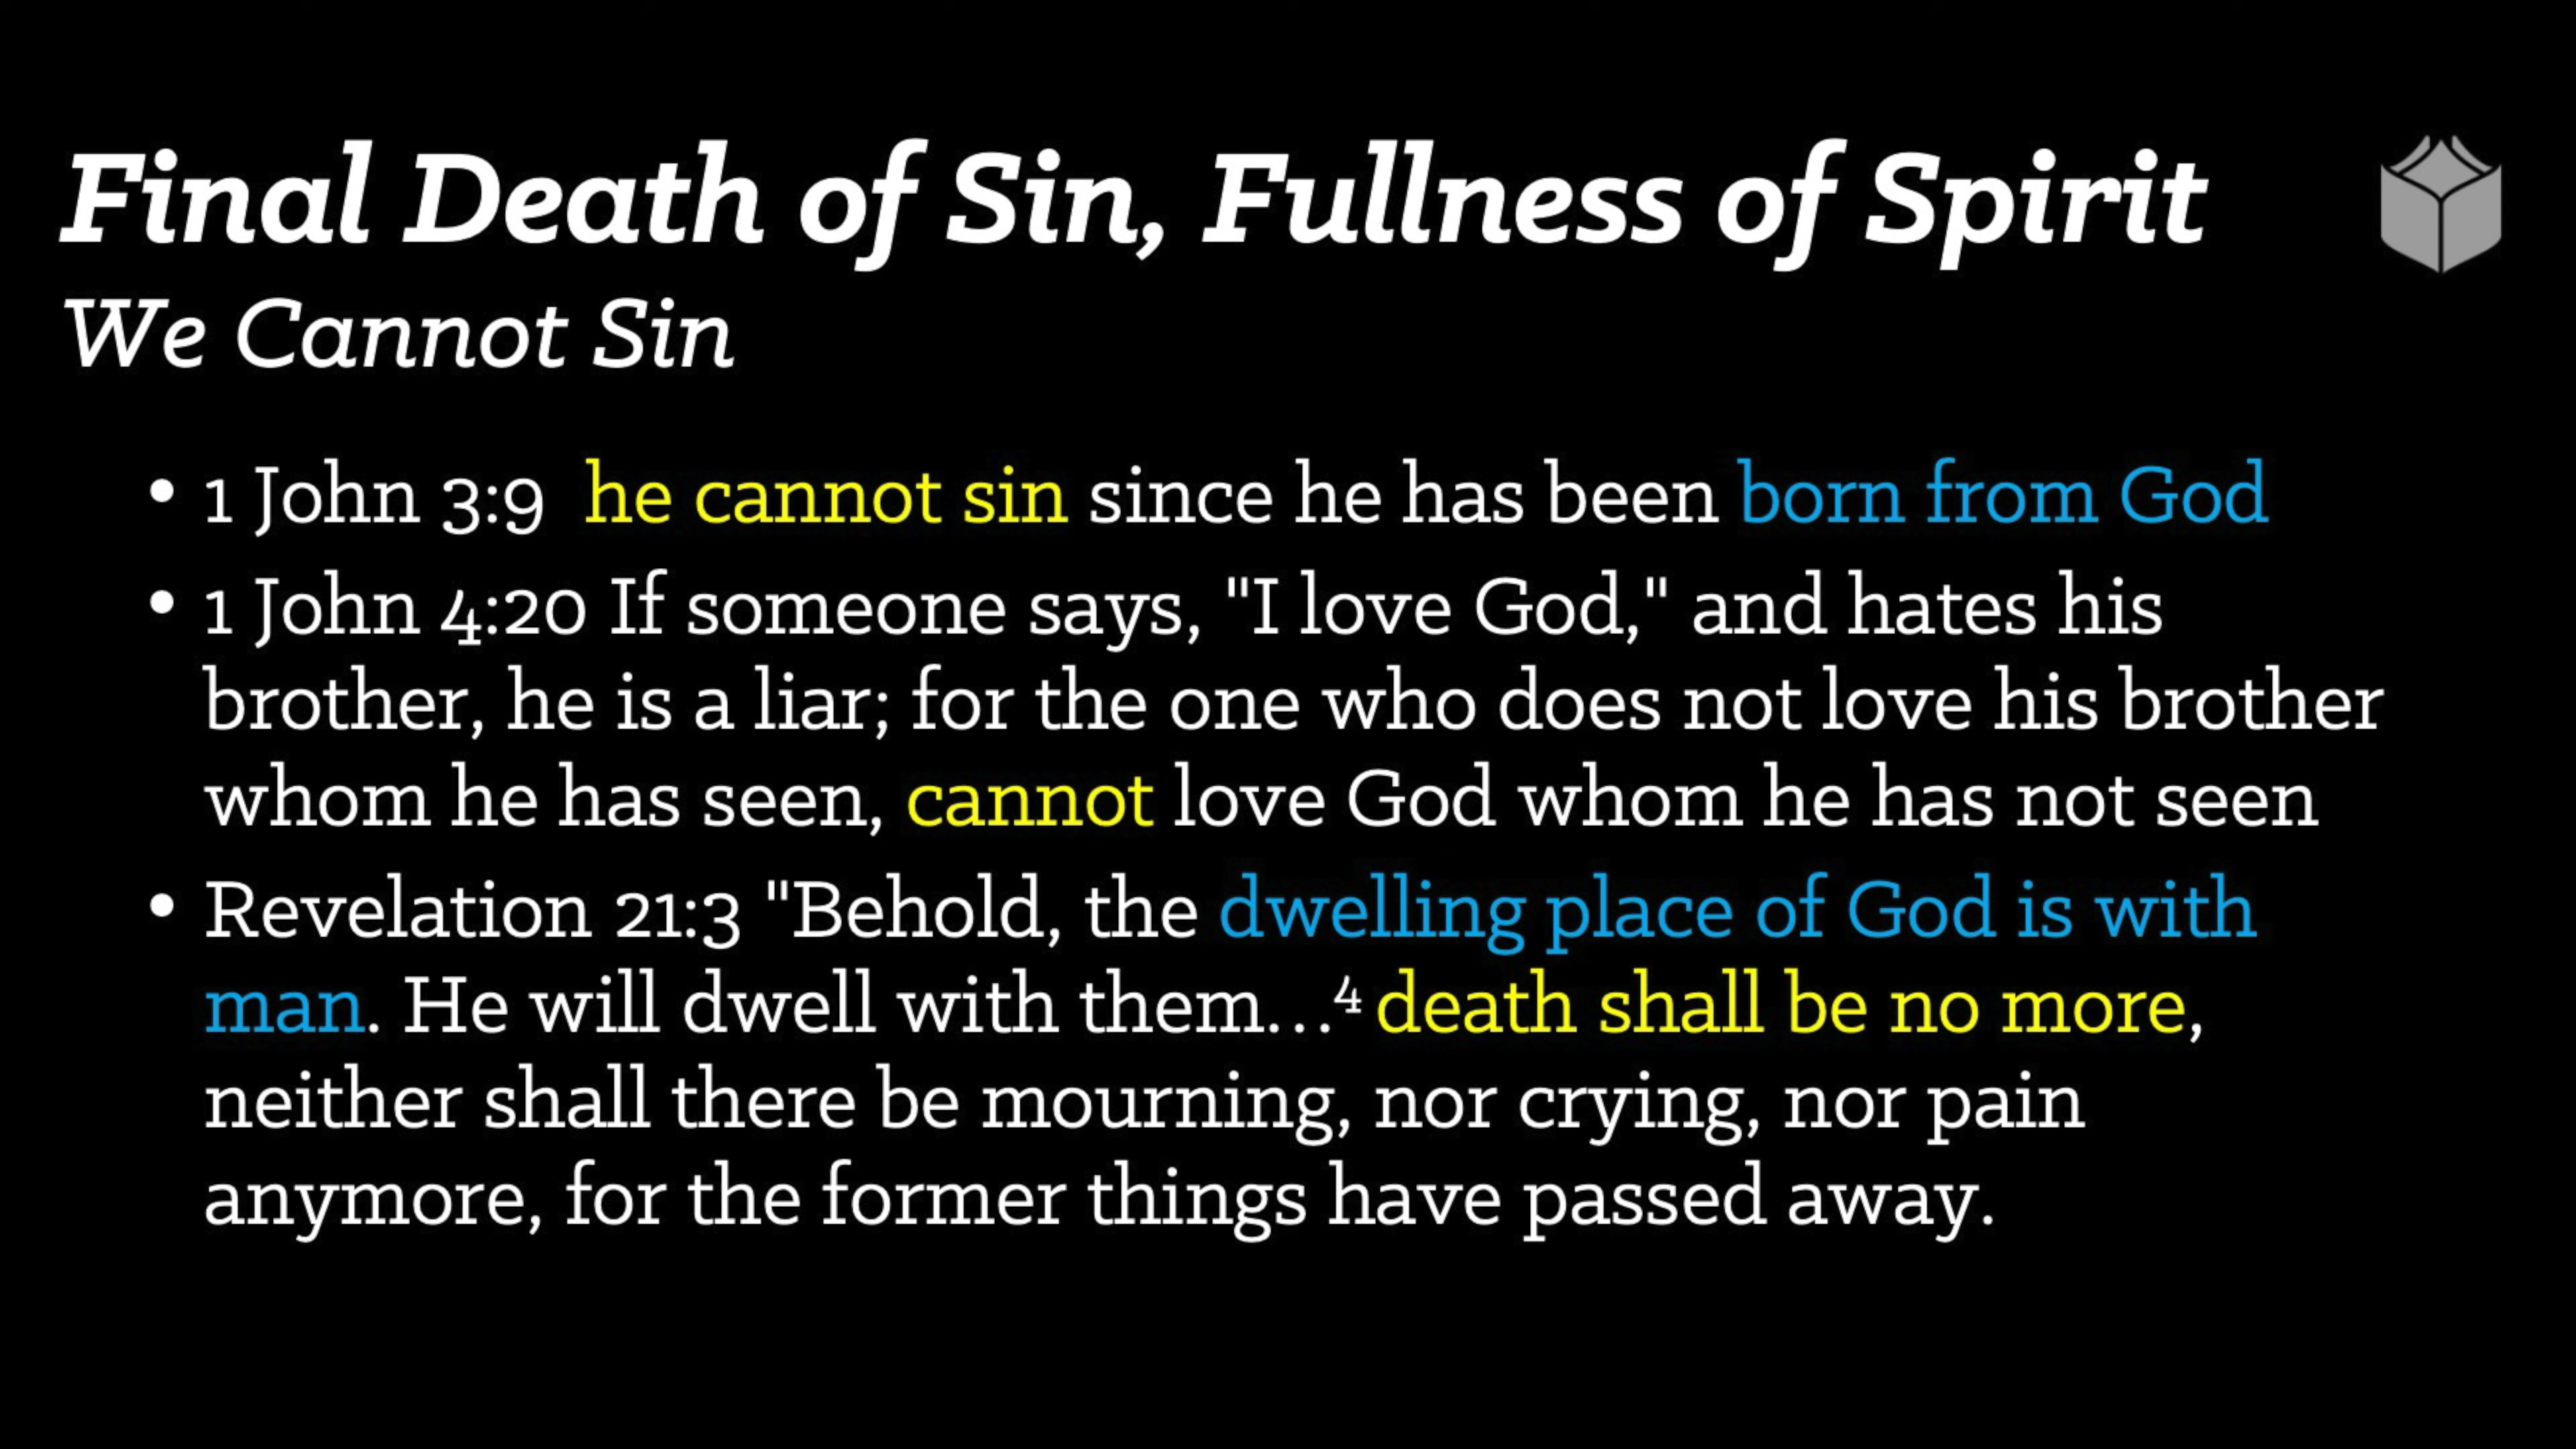 Final Death of Sin, Fullness of Spirit
We Cannot Sin
• 1 John 3:9  he cannot sin since he has been born from God
• 1 John 4:20 If someone says, "I love God," and hates his
brother, he is a liar; for the one who does not love his brother
whom he has seen, cannot love God whom he has not seen
• Revelation 21:3 "Behold, the dwelling place of God is with
man. He will dwell with them…⁴ death shall be no more,
neither shall there be mourning, nor crying, nor pain
anymore, for the former things have passed away.